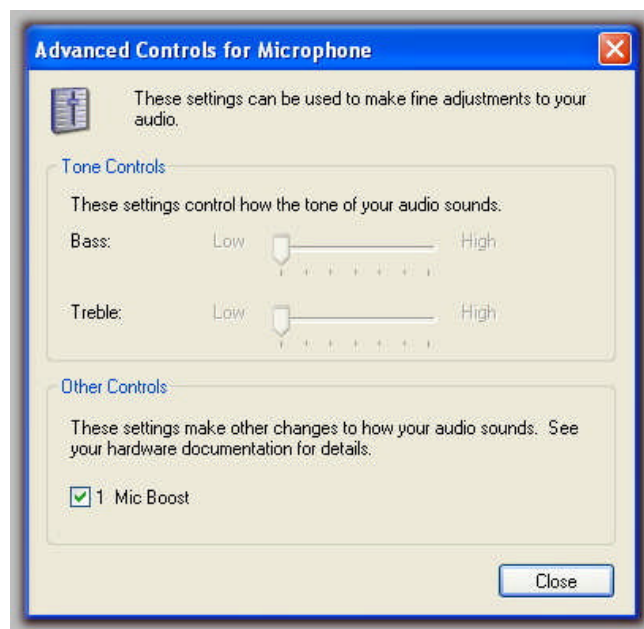 Advanced Controls for Microphone
These settings can be used to make fine adjustments to your
audio.
Tone Controls
These settings control how the tone of your audio sounds.
Bass: Low High
Treble: Low High
Other Controls
These settings make other changes to how your audio sounds. See
your hardware documentation for details.
1 Mic Boost
Close